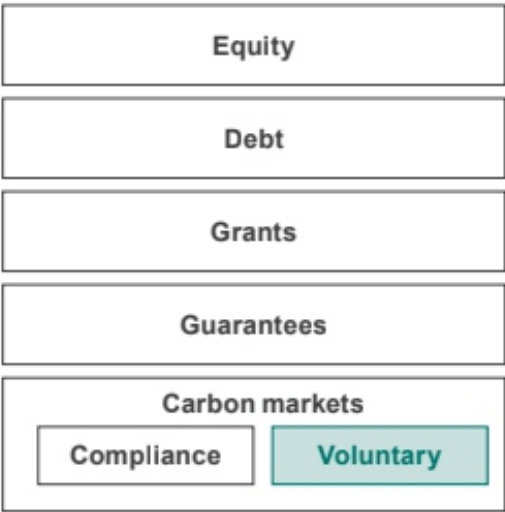 Equity
Debt
Grants
Guarantees
Carbon markets
Compliance Voluntary